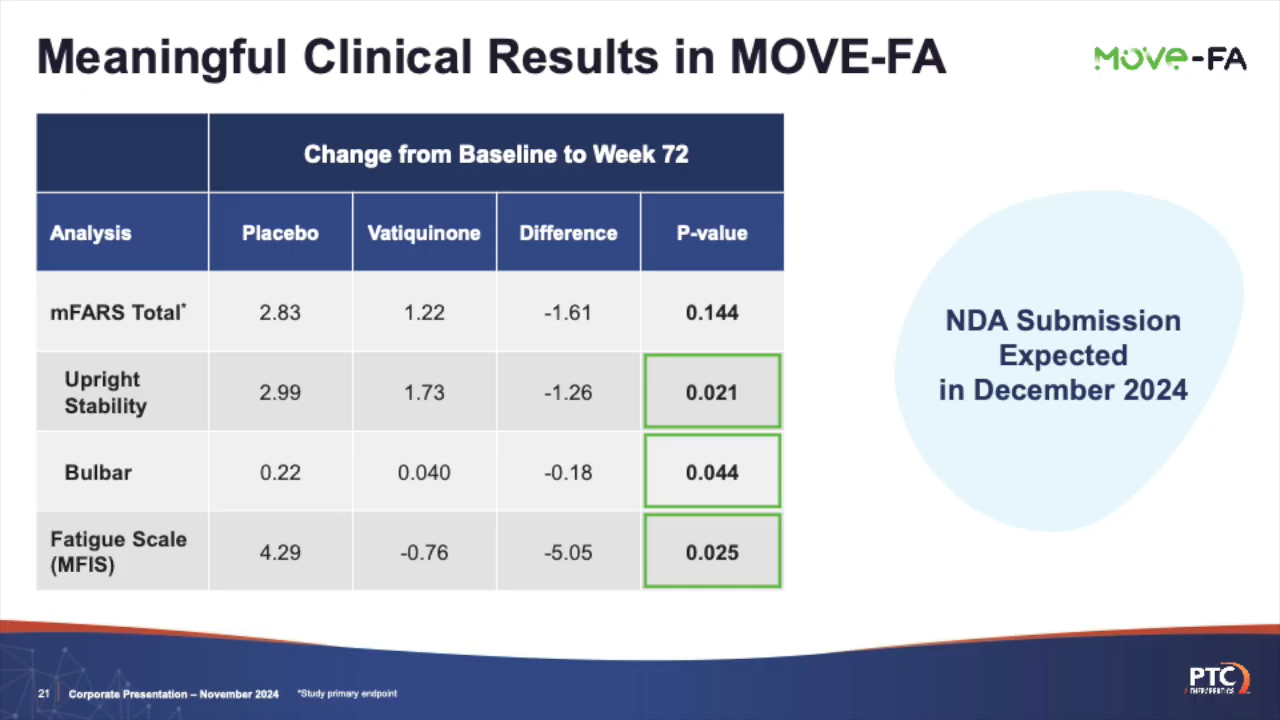 Meaningful Clinical Results in MOVE-FA
MOVE-FA
Change from Baseline to Week 72
Analysis Placebo Vatiquinone Difference P-value
mFARS Total* 2.83 1.22 -1.61 0.144
Upright
Stability 2.99 1.73 -1.26 0.021
Bulbar 0.22 0.040 -0.18 0.044
Fatigue Scale
(MFIS) 4.29 -0.76 -5.05 0.025
NDA Submission
Expected
in December 2024
21 Corporate Presentation – November 2024 *Study primary endpoint
PTC
THERAPEUTICS